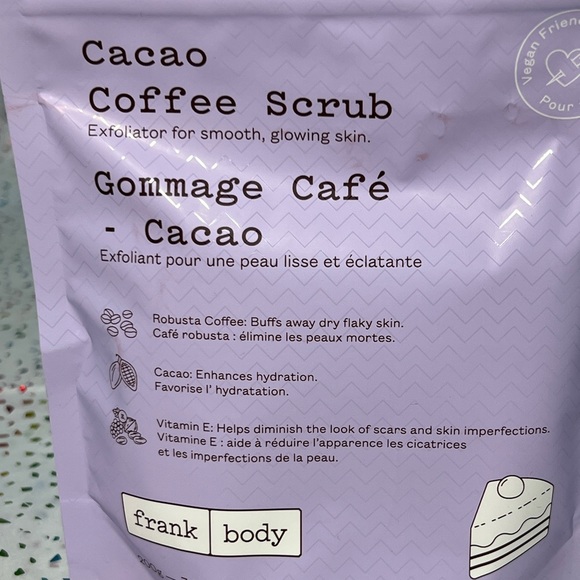 Cacao
Coffee Scrub
Exfoliator for smooth, glowing skin.
Gommage Café
- Cacao
Exfoliant pour une peau lisse et éclatante
Robusta Coffee: Buffs away dry flaky skin.
Café robusta : élimine les peaux mortes.
Cacao: Enhances hydration.
Favorise l' hydratation.
Vitamin E: Helps diminish the look of scars and skin imperfections.
Vitamine E : aide à réduire l'apparence les cicatrices
et les imperfections de la peau.
frank body
Vegan
Pour